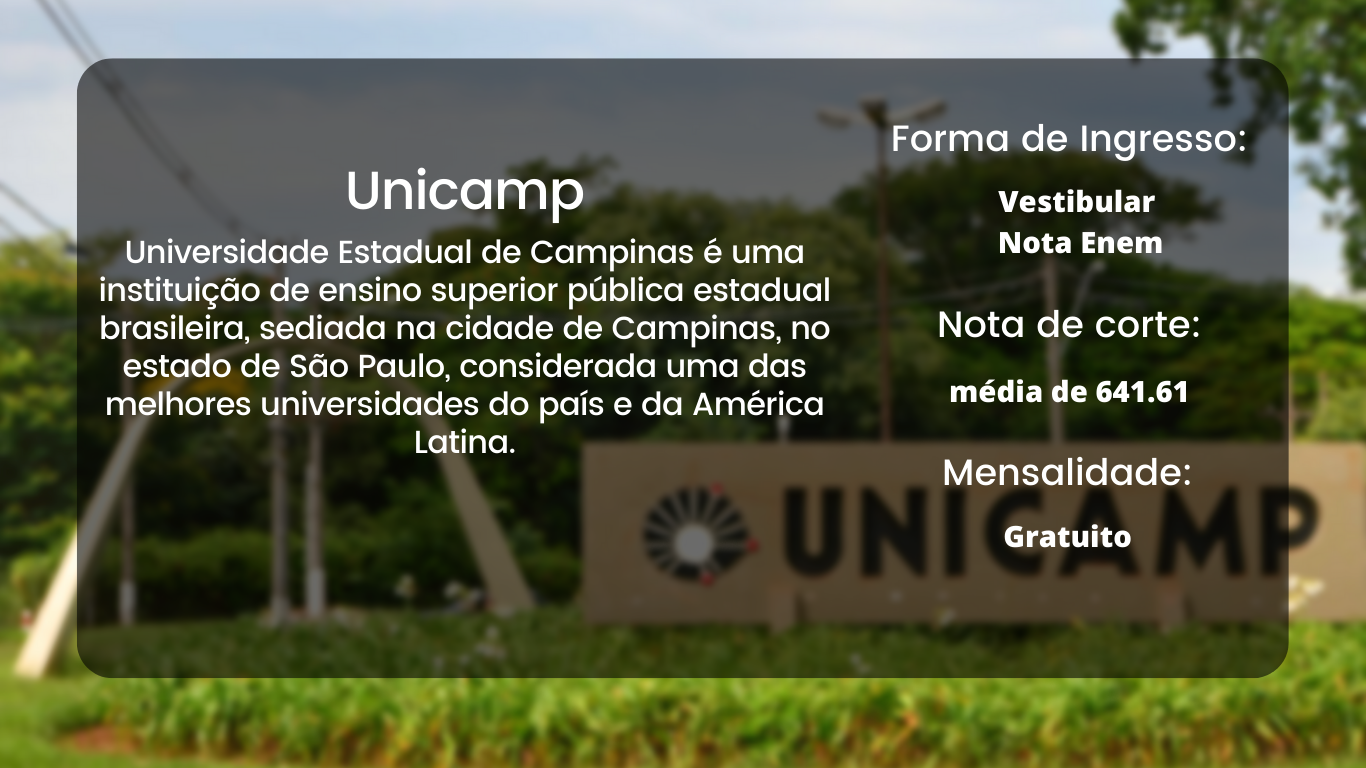 Unicamp
Universidade Estadual de Campinas é uma
instituição de ensino superior pública estadual
brasileira, sediada na cidade de Campinas, no
estado de São Paulo, considerada uma das
melhores universidades do país e da América
Latina.
Forma de Ingresso:
Vestibular
Nota Enem
Nota de corte:
média de 641.61
Mensalidade:
Gratuito
UNICAMP